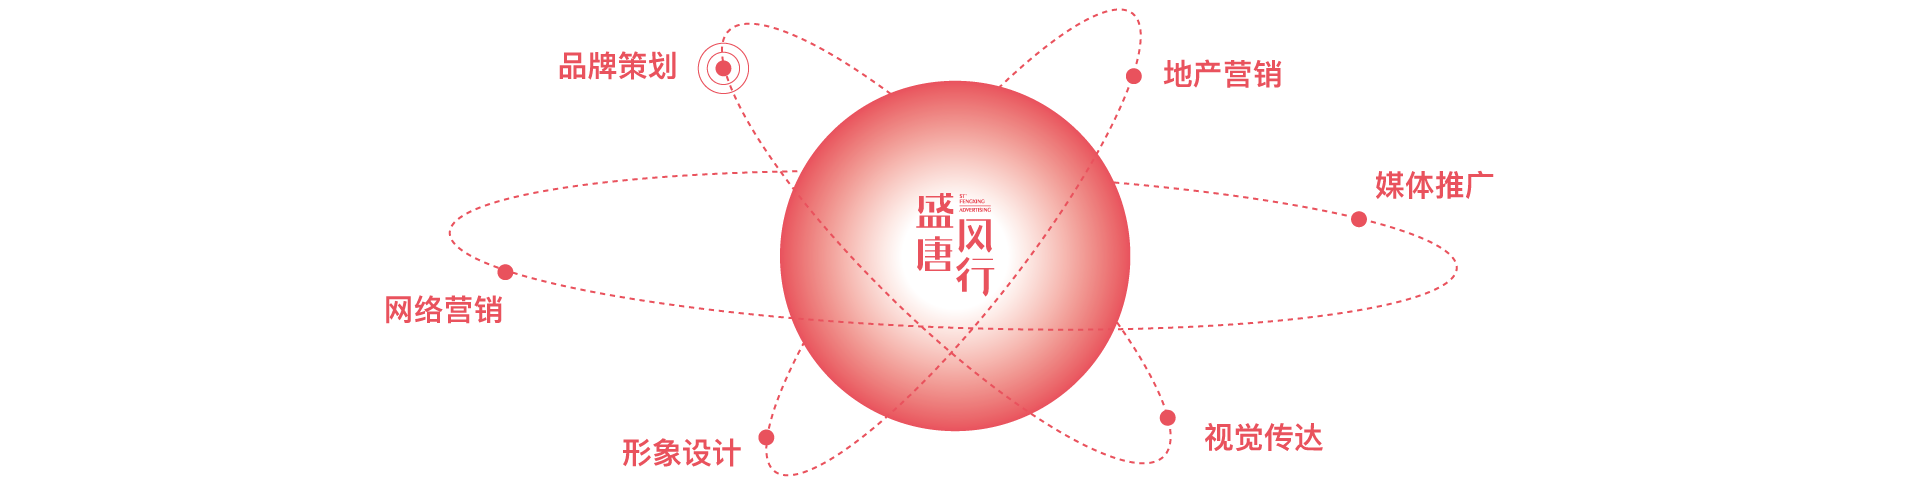 品牌策划
地产营销
媒体推广
盛唐
ST
FENGXING
ADVERTISING
风行
网络营销
视觉传达
形象设计